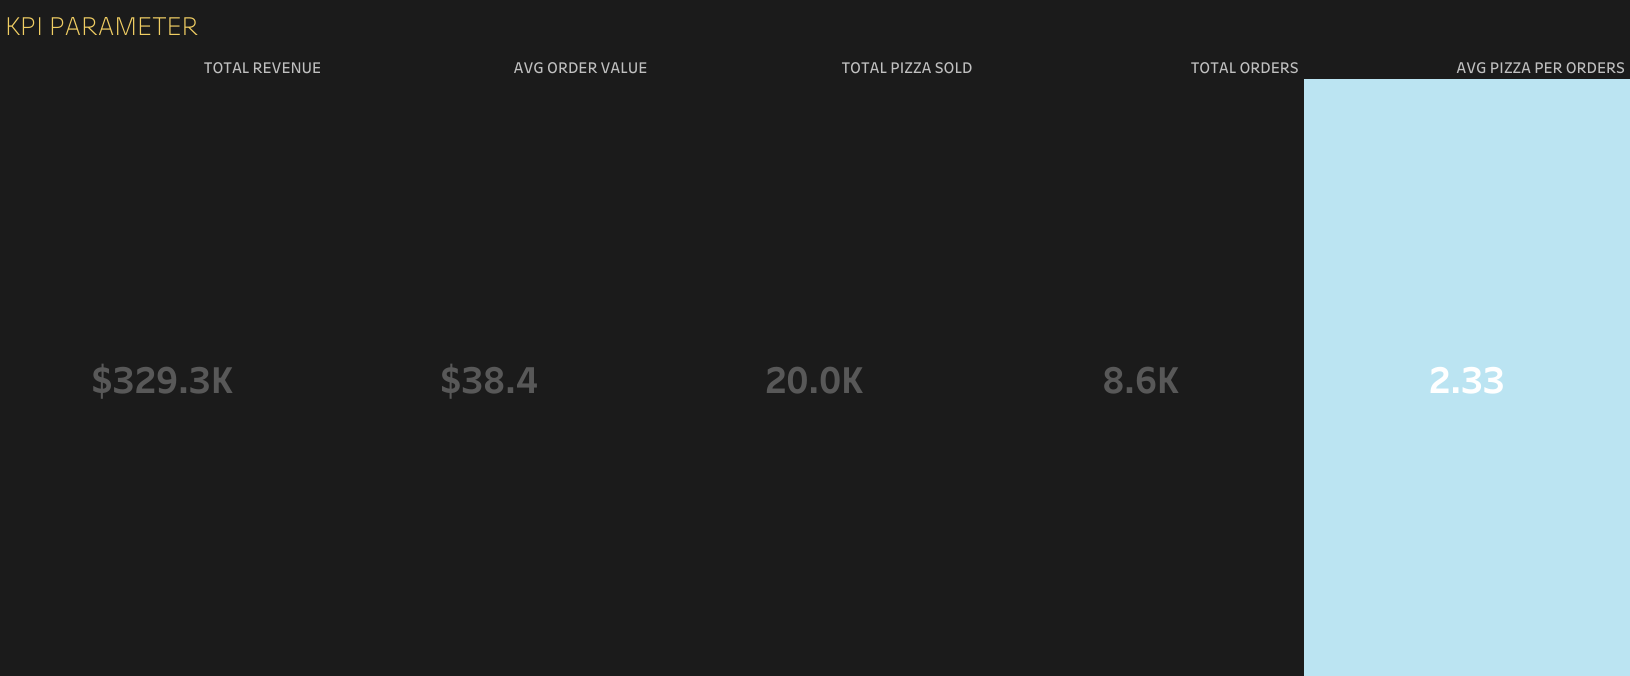 KPI PARAMETER
TOTAL REVENUE AVG ORDER VALUE TOTAL PIZZA SOLD TOTAL ORDERS AVG PIZZA PER ORDERS
$329.3K $38.4 20.0K 8.6K 2.33